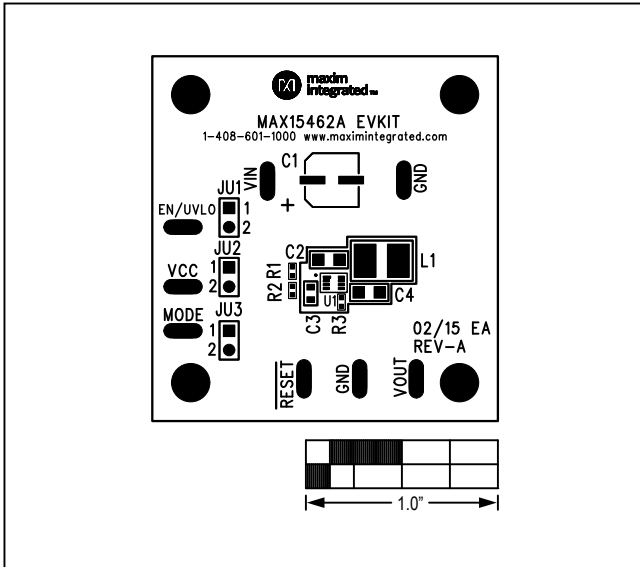 maxim
integrated™
MAX15462A EVKIT
1-408-601-1000 www.maximintegrated.com
C1
VIN
GND
+
JU1
EN/UVLO
1
2
JU2
VCC
1
2
JU3
MODE
1
2
C2
L1
R1
R2
U1
C4
C3
R3
02/15 EA
REV-A
RESET
GND
VOUT
1.0"